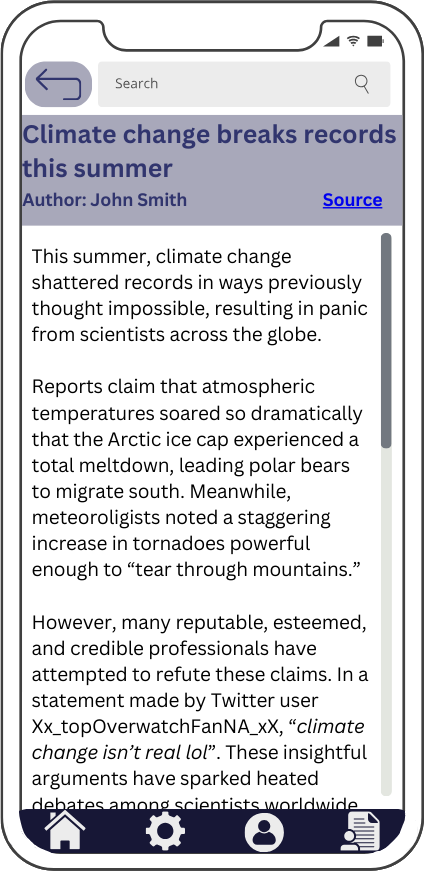 Search
Climate change breaks records
this summer
Author: John Smith
Source
This summer, climate change
shattered records in ways previously
thought impossible, resulting in panic
from scientists across the globe.
Reports claim that atmospheric
temperatures soared so dramatically
that the Arctic ice cap experienced a
total meltdown, leading polar bears
to migrate south. Meanwhile,
meteoroligists noted a staggering
increase in tornadoes powerful
enough to “tear through mountains.”
However, many reputable, esteemed,
and credible professionals have
attempted to refute these claims. In a
statement made by Twitter user
Xx_topOverwatchFanNA_xX, “climate
change isn’t real lol”. These insightful
arguments have sparked heated
debates among scientists worldwide